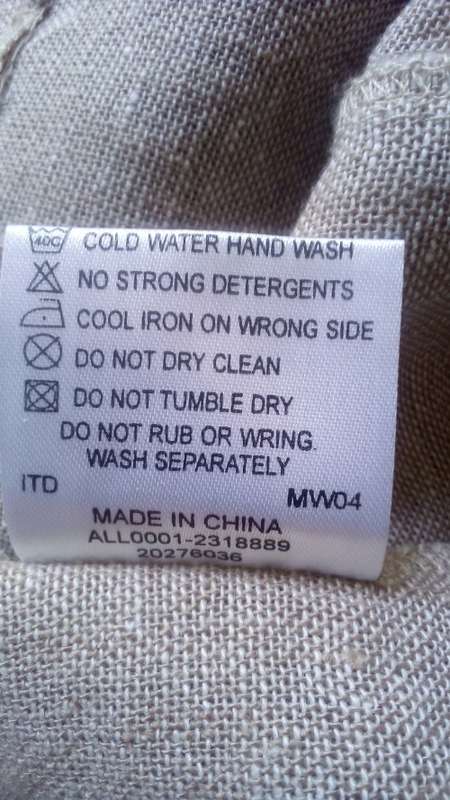 40C COLD WATER HAND WASH
NO STRONG DETERGENTS
COOL IRON ON WRONG SIDE
DO NOT DRY CLEAN
DO NOT TUMBLE DRY
DO NOT RUB OR WRING.
WASH SEPARATELY
ITD MW04
MADE IN CHINA
ALL0001-2318889
20276036